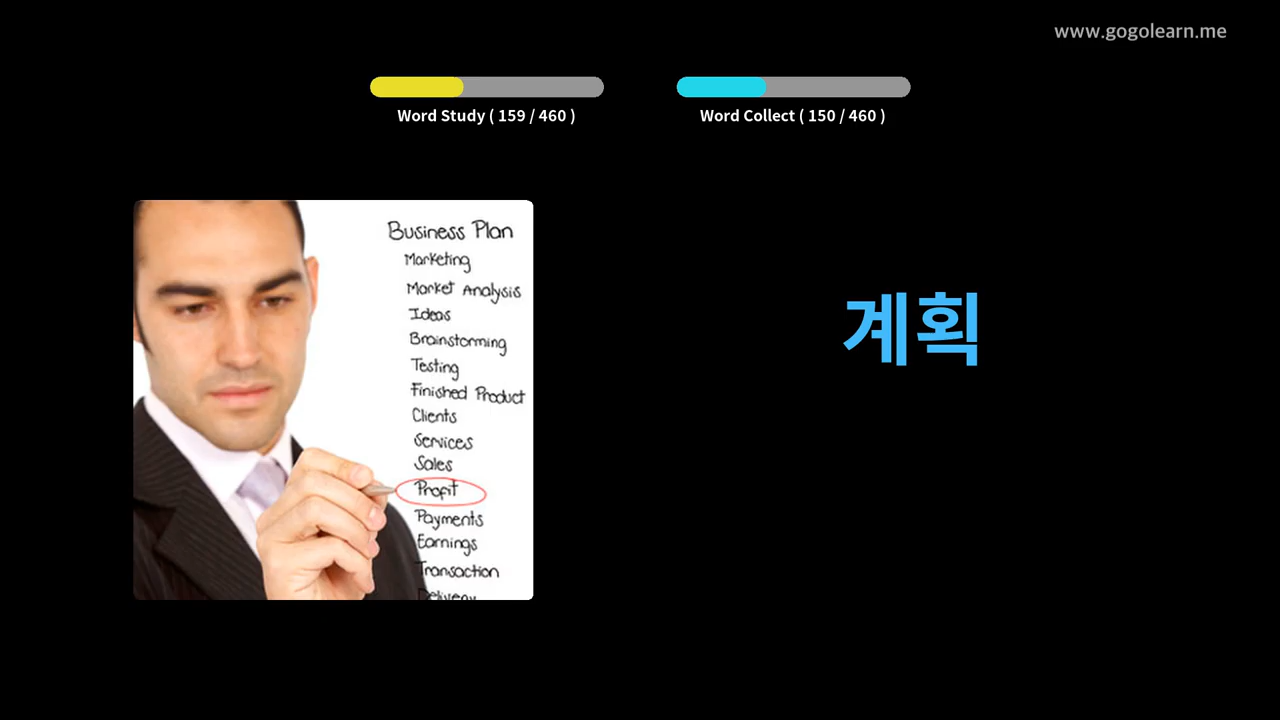 www.gogolearn.me
Word Study ( 159 / 460 )
Word Collect ( 150 / 460 )
Business Plan
Marketing
Market Analysis
Ideas
Brainstorming
Testing
Finished Product
Clients
Services
Sales
Profit
Payments
Earnings
Transaction
Delivery
계획